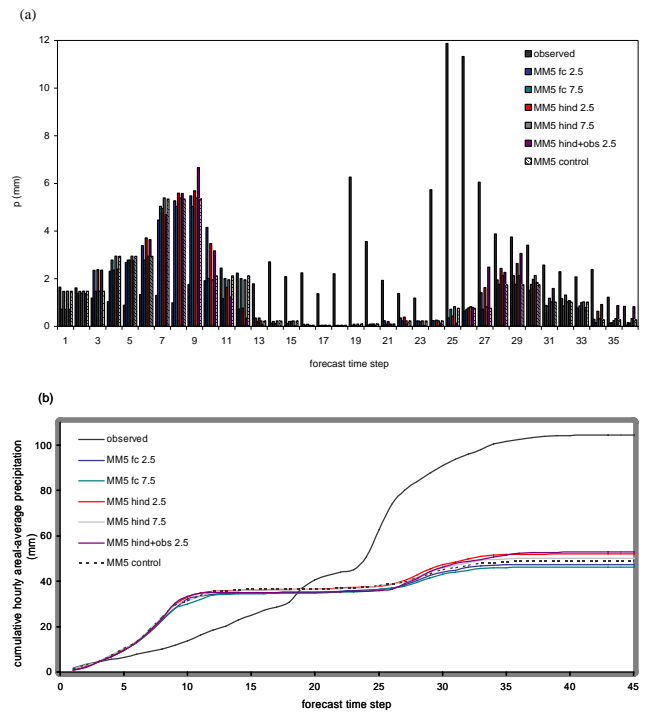 (a)
12
10
8
6
4
2
0
p (mm)
observed
MM5 fc 2.5
MM5 fc 7.5
MM5 hind 2.5
MM5 hind 7.5
MM5 hind+obs 2.5
MM5 control
1 3 5 7 9 11 13 15 17 19 21 23 25 27 29 31 33 35
forecast time step
(b)
100
80
60
40
20
0
cumulative hourly areal-average precipitation
(mm)
observed
MM5 fc 2.5
MM5 fc 7.5
MM5 hind 2.5
MM5 hind 7.5
MM5 hind+obs 2.5
MM5 control
0 5 10 15 20 25 30 35 40 45
forecast time step